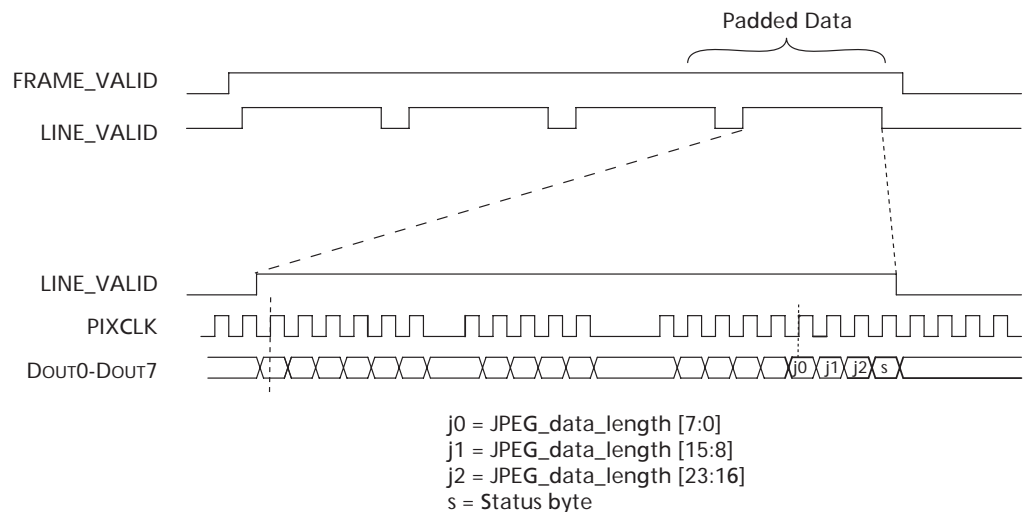 Padded Data
FRAME_VALID
LINE_VALID
LINE_VALID
PIXCLK
DOUT0-DOUT7
j0 j1 j2 s
j0 = JPEG_data_length [7:0]
j1 = JPEG_data_length [15:8]
j2 = JPEG_data_length [23:16]
s = Status byte